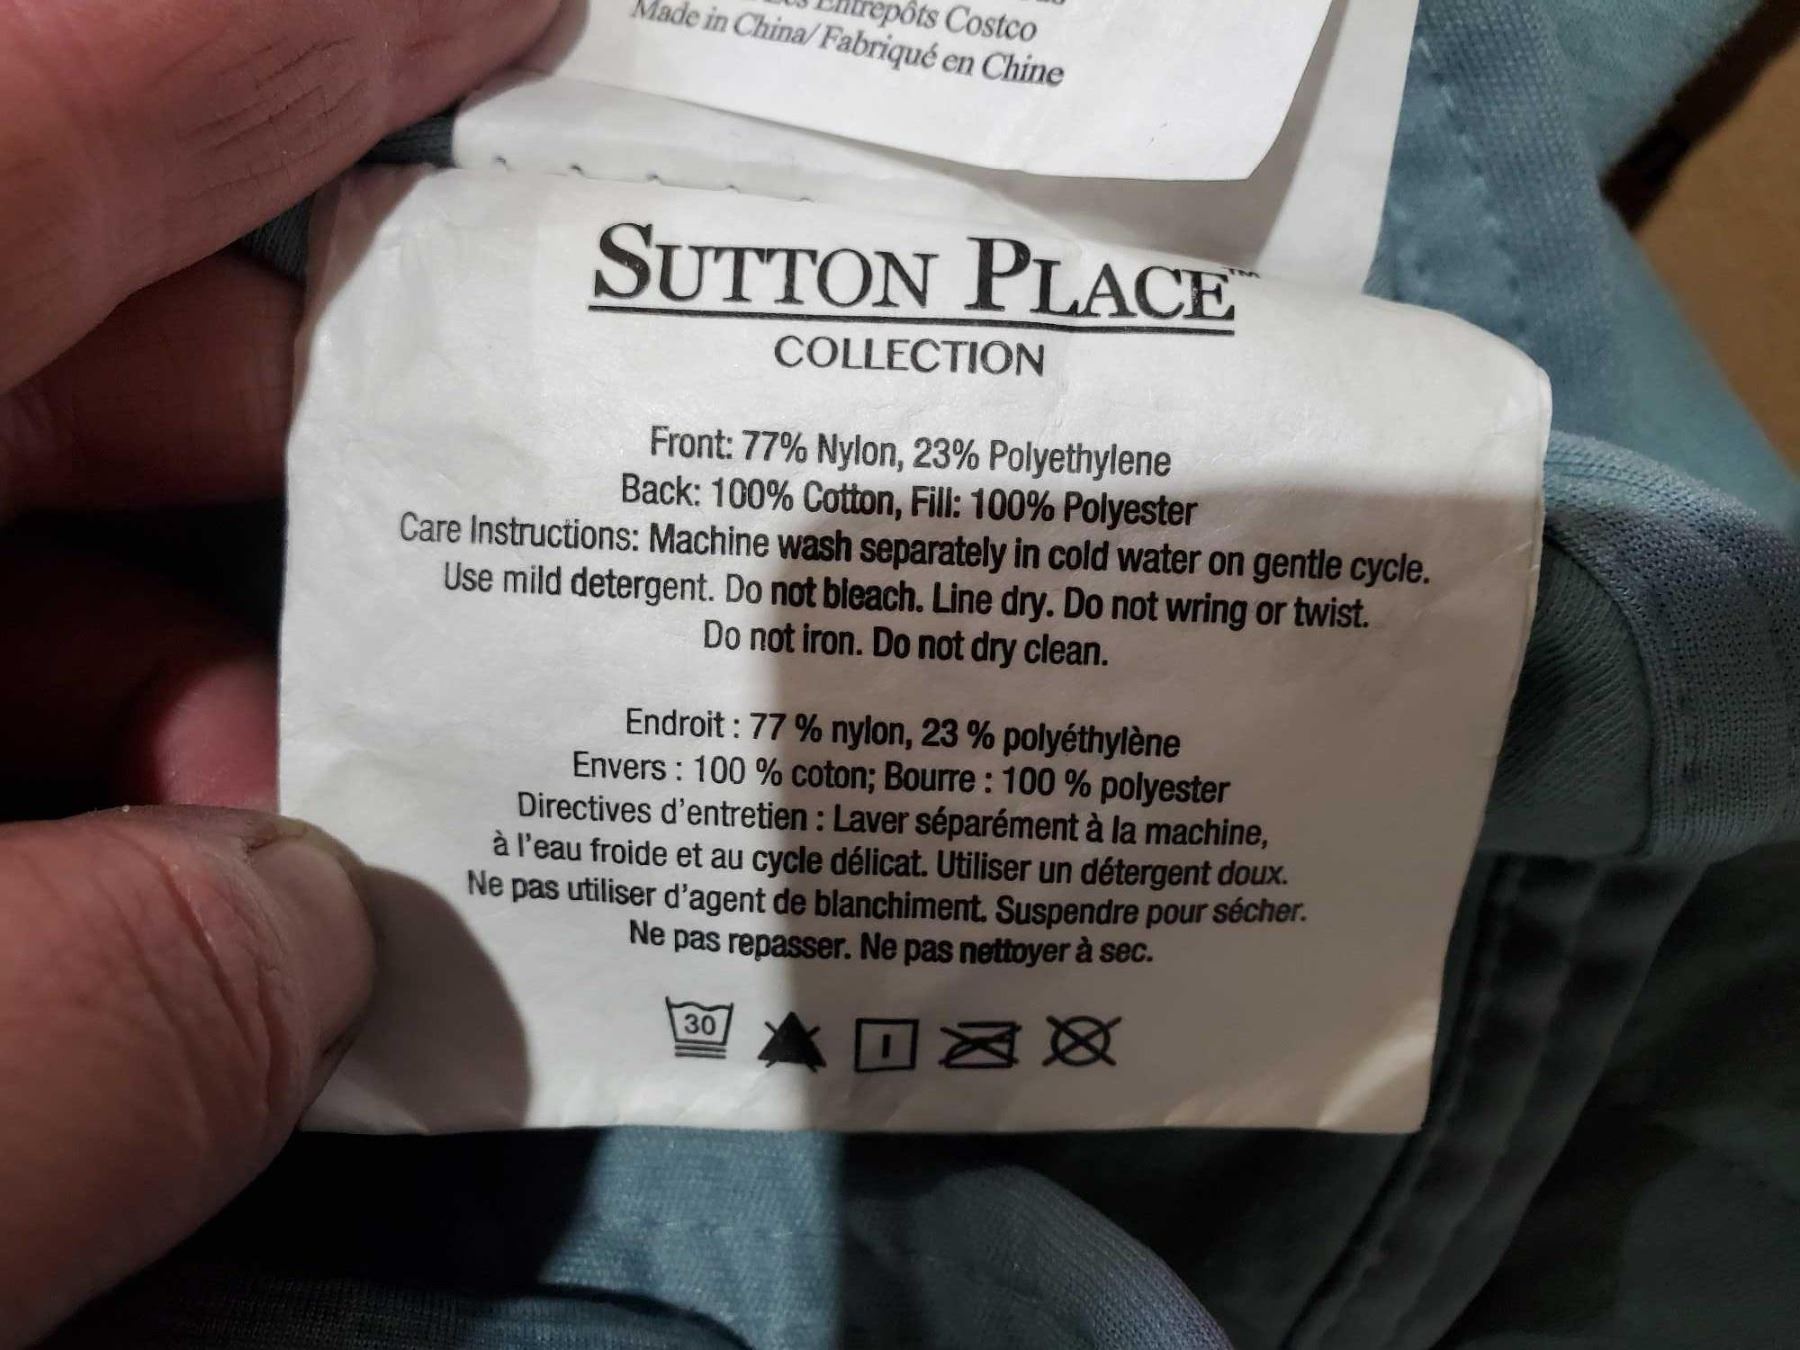 Entrepôts Costco
Made in China/ Fabriqué en Chine
SUTTON PLACE™
COLLECTION
Front: 77% Nylon, 23% Polyethylene
Back: 100% Cotton, Fill: 100% Polyester
Care Instructions: Machine wash separately in cold water on gentle cycle.
Use mild detergent. Do not bleach. Line dry. Do not wring or twist.
Do not iron. Do not dry clean.
Endroit : 77 % nylon, 23 % polyéthylène
Envers : 100 % coton; Bourre : 100 % polyester
Directives d'entretien : Laver séparément à la machine,
à l'eau froide et au cycle délicat. Utiliser un détergent doux.
Ne pas utiliser d'agent de blanchiment. Suspendre pour sécher.
Ne pas repasser. Ne pas nettoyer à sec.
30